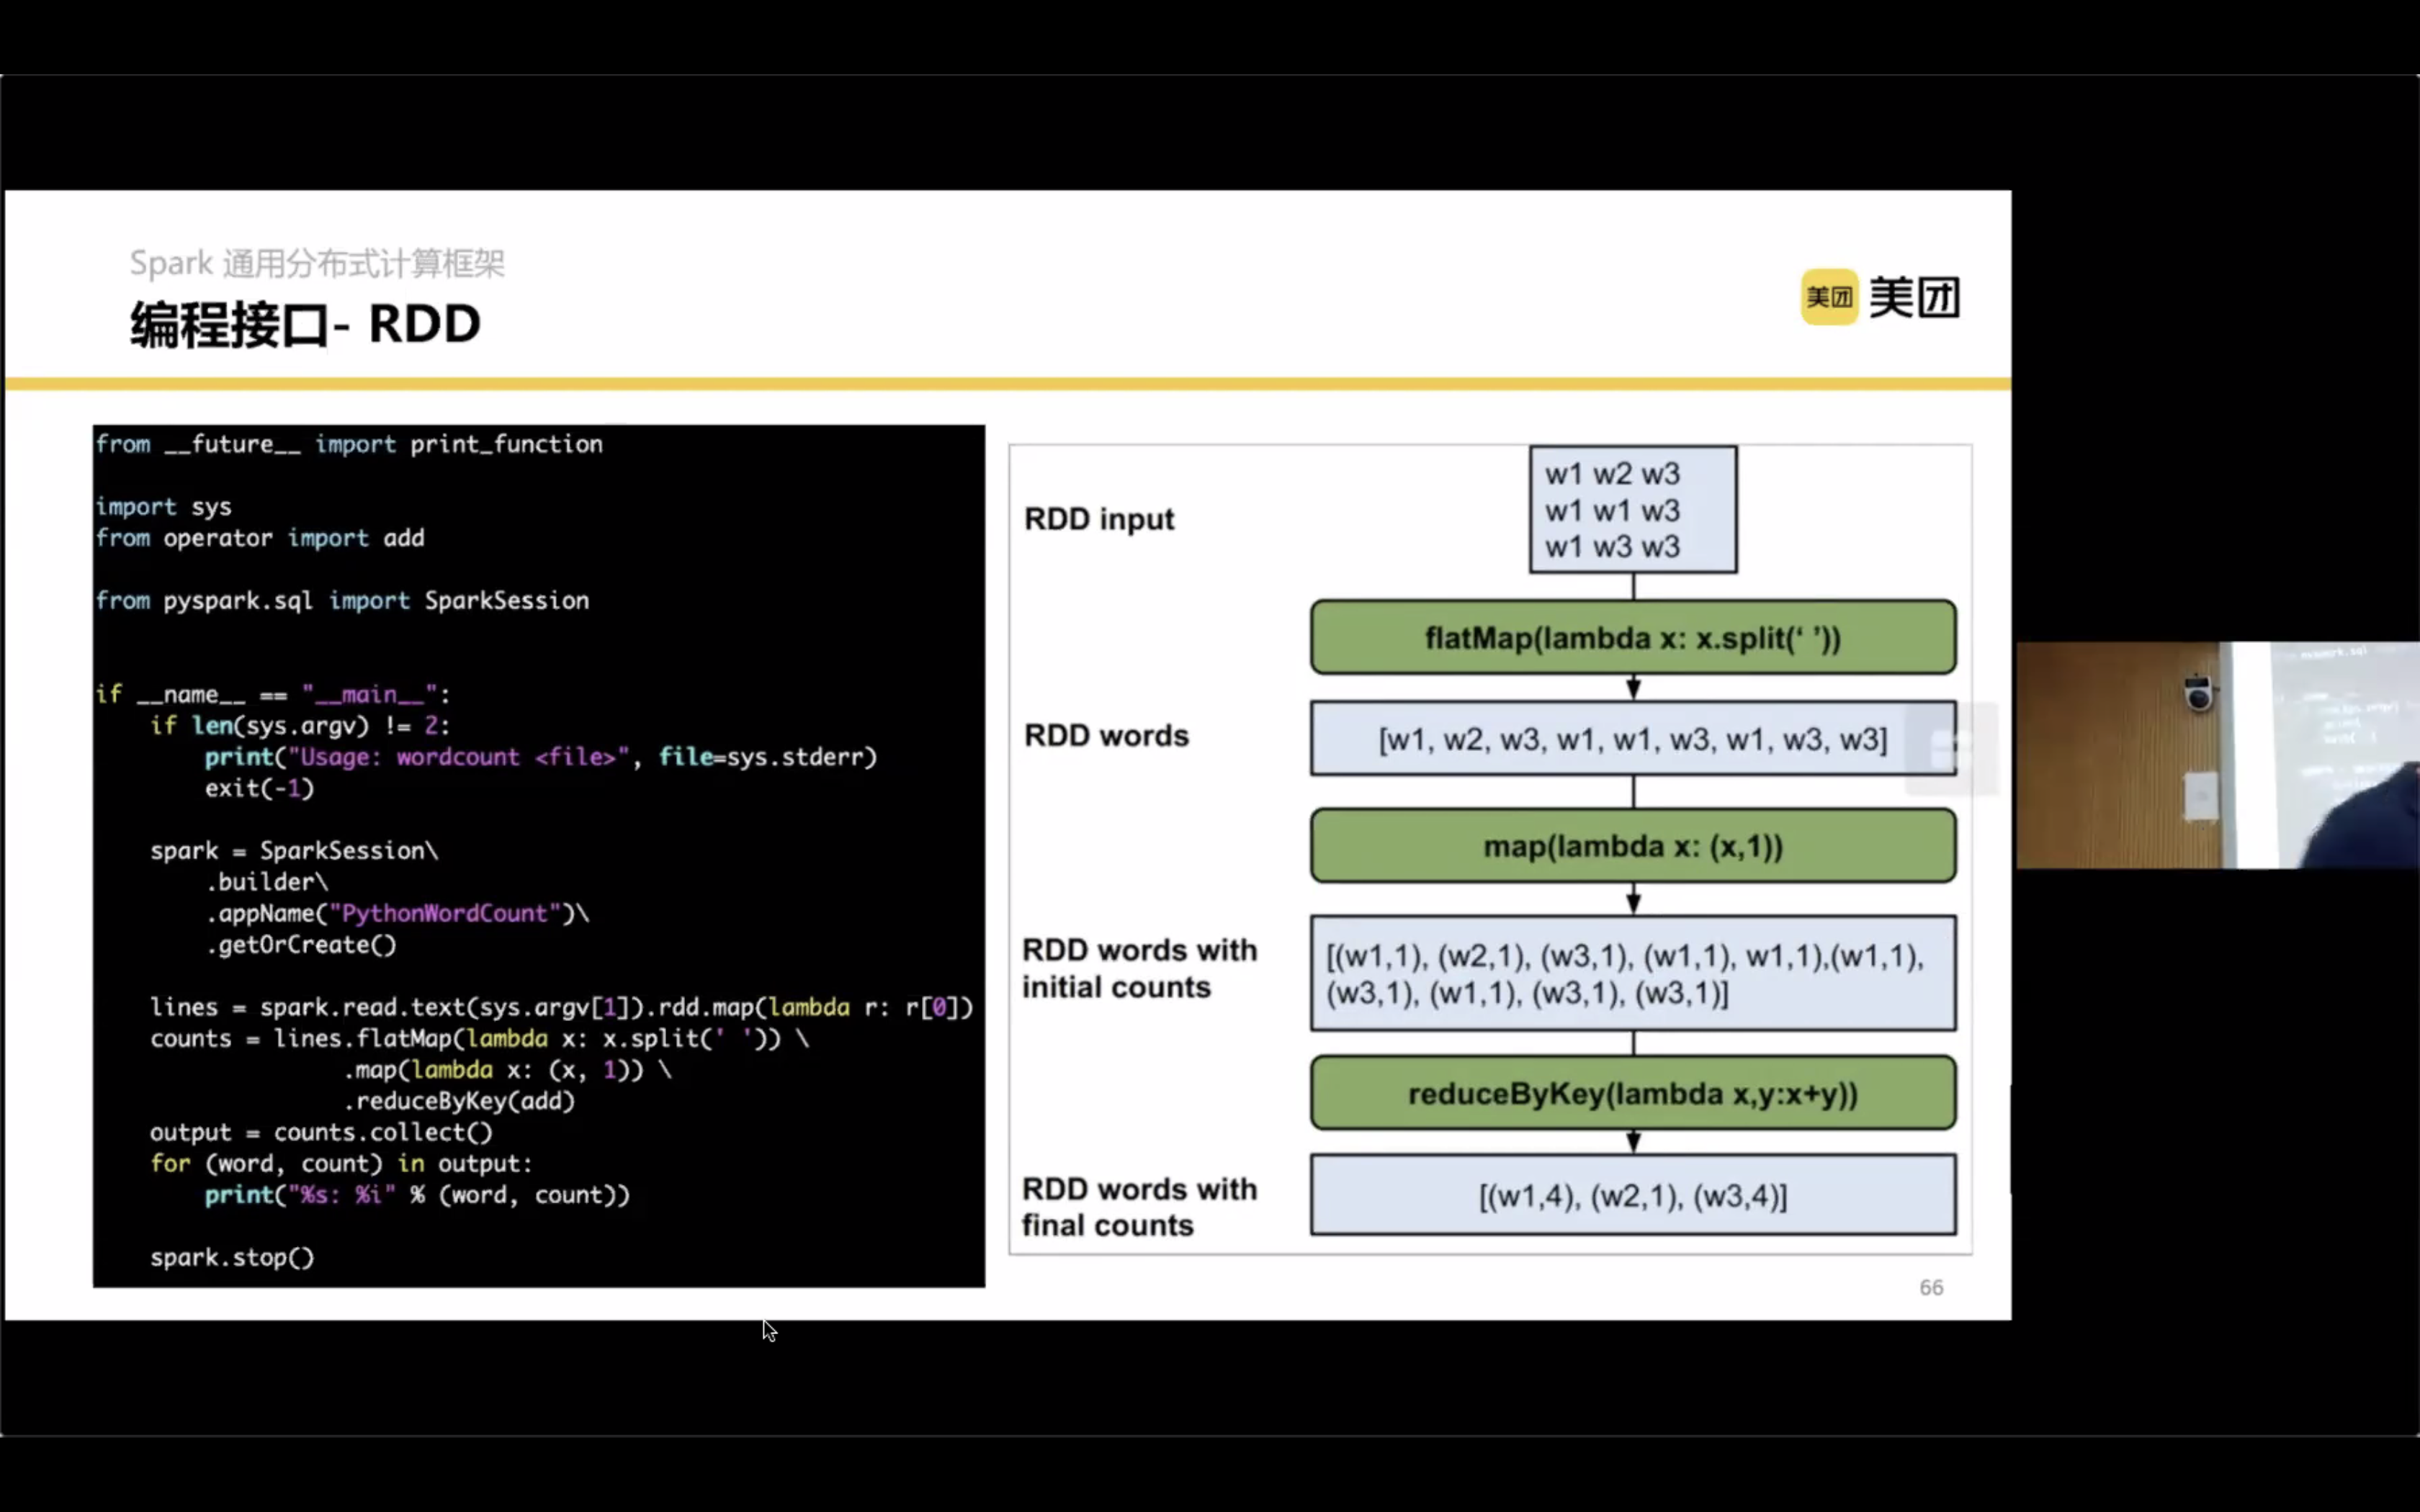 Spark 通用分布式计算框架
编程接口- RDD
美团 美团
from __future__ import print_function
import sys
from operator import add
from pyspark.sql import SparkSession
if __name__ == "__main__":
    if len(sys.argv) != 2:
        print("Usage: wordcount <file>", file=sys.stderr)
        exit(-1)
    spark = SparkSession\
        .builder\
        .appName("PythonWordCount")\
        .getOrCreate()
    lines = spark.read.text(sys.argv[1]).rdd.map(lambda r: r[0])
    counts = lines.flatMap(lambda x: x.split(' ')) \
                  .map(lambda x: (x, 1)) \
                  .reduceByKey(add)
    output = counts.collect()
    for (word, count) in output:
        print("%s: %i" % (word, count))
    spark.stop()
RDD input
w1 w2 w3
w1 w1 w3
w1 w3 w3
flatMap(lambda x: x.split(‘ ’))
RDD words
[w1, w2, w3, w1, w1, w3, w1, w3, w3]
map(lambda x: (x,1))
RDD words with
initial counts
[(w1,1), (w2,1), (w3,1), (w1,1), w1,1),(w1,1),
(w3,1), (w1,1), (w3,1), (w3,1)]
reduceByKey(lambda x,y:x+y))
RDD words with
final counts
[(w1,4), (w2,1), (w3,4)]
66